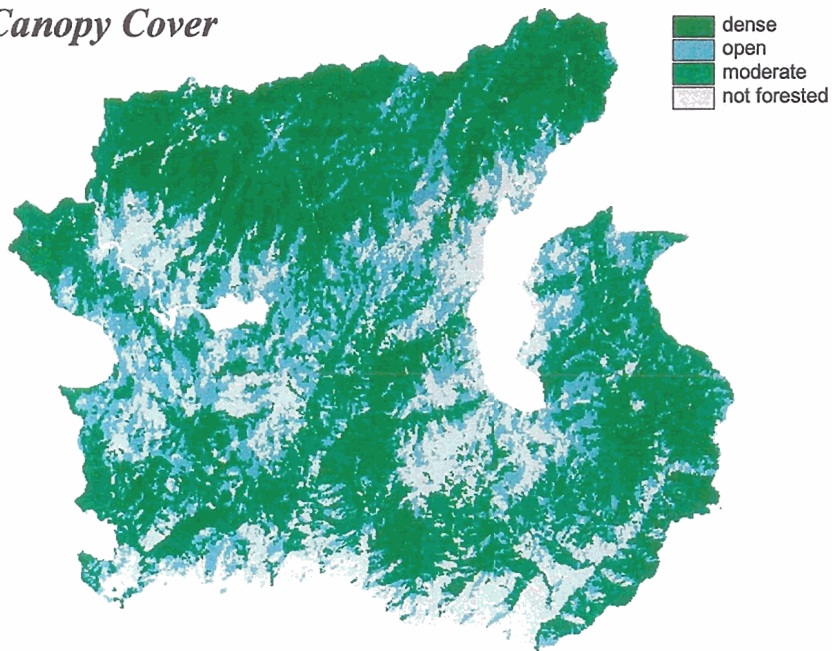 Canopy Cover
dense
open
moderate
not forested